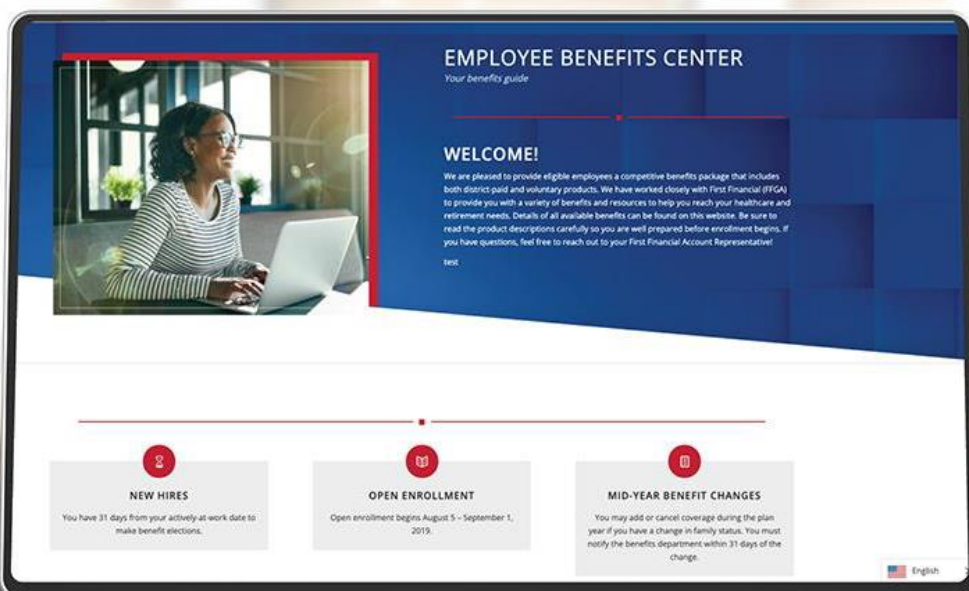 EMPLOYEE BENEFITS CENTER
Your benefits guide
WELCOME!
We are pleased to provide eligible employees a competitive benefits package that includes
both district-paid and voluntary products. We have worked closely with First Financial (FFGA)
to provide you with a variety of benefits and resources to help you reach your healthcare and
retirement needs. Details of all available benefits can be found on this website. Be sure to
read the product descriptions carefully so you are well prepared before enrollment begins. If
you have questions, feel free to reach out to your First Financial Account Representative!
test
NEW HIRES
You have 31 days from your actively-at-work date to
make benefit elections.
OPEN ENROLLMENT
Open enrollment begins August 5 – September 1,
2019.
MID-YEAR BENEFIT CHANGES
You may add or cancel coverage during the plan
year if you have a change in family status. You must
notify the benefits department within 31 days of the
change.
English